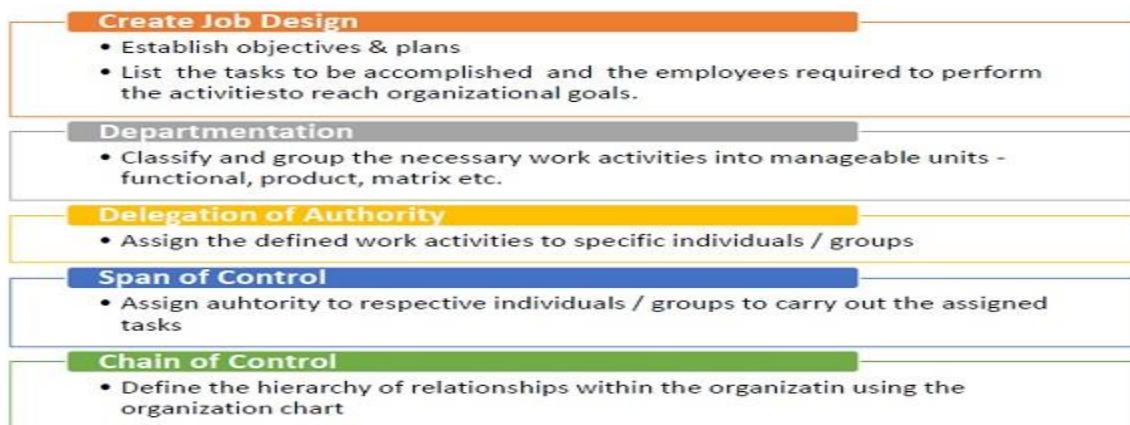 Create Job Design
• Establish objectives & plans
• List the tasks to be accomplished and the employees required to perform
the activitiesto reach organizational goals.
Departmentation
• Classify and group the necessary work activities into manageable units -
functional, product, matrix etc.
Delegation of Authority
• Assign the defined work activities to specific individuals / groups
Span of Control
• Assign auhtority to respective individuals / groups to carry out the assigned
tasks
Chain of Control
• Define the hierarchy of relationships within the organizatin using the
organization chart